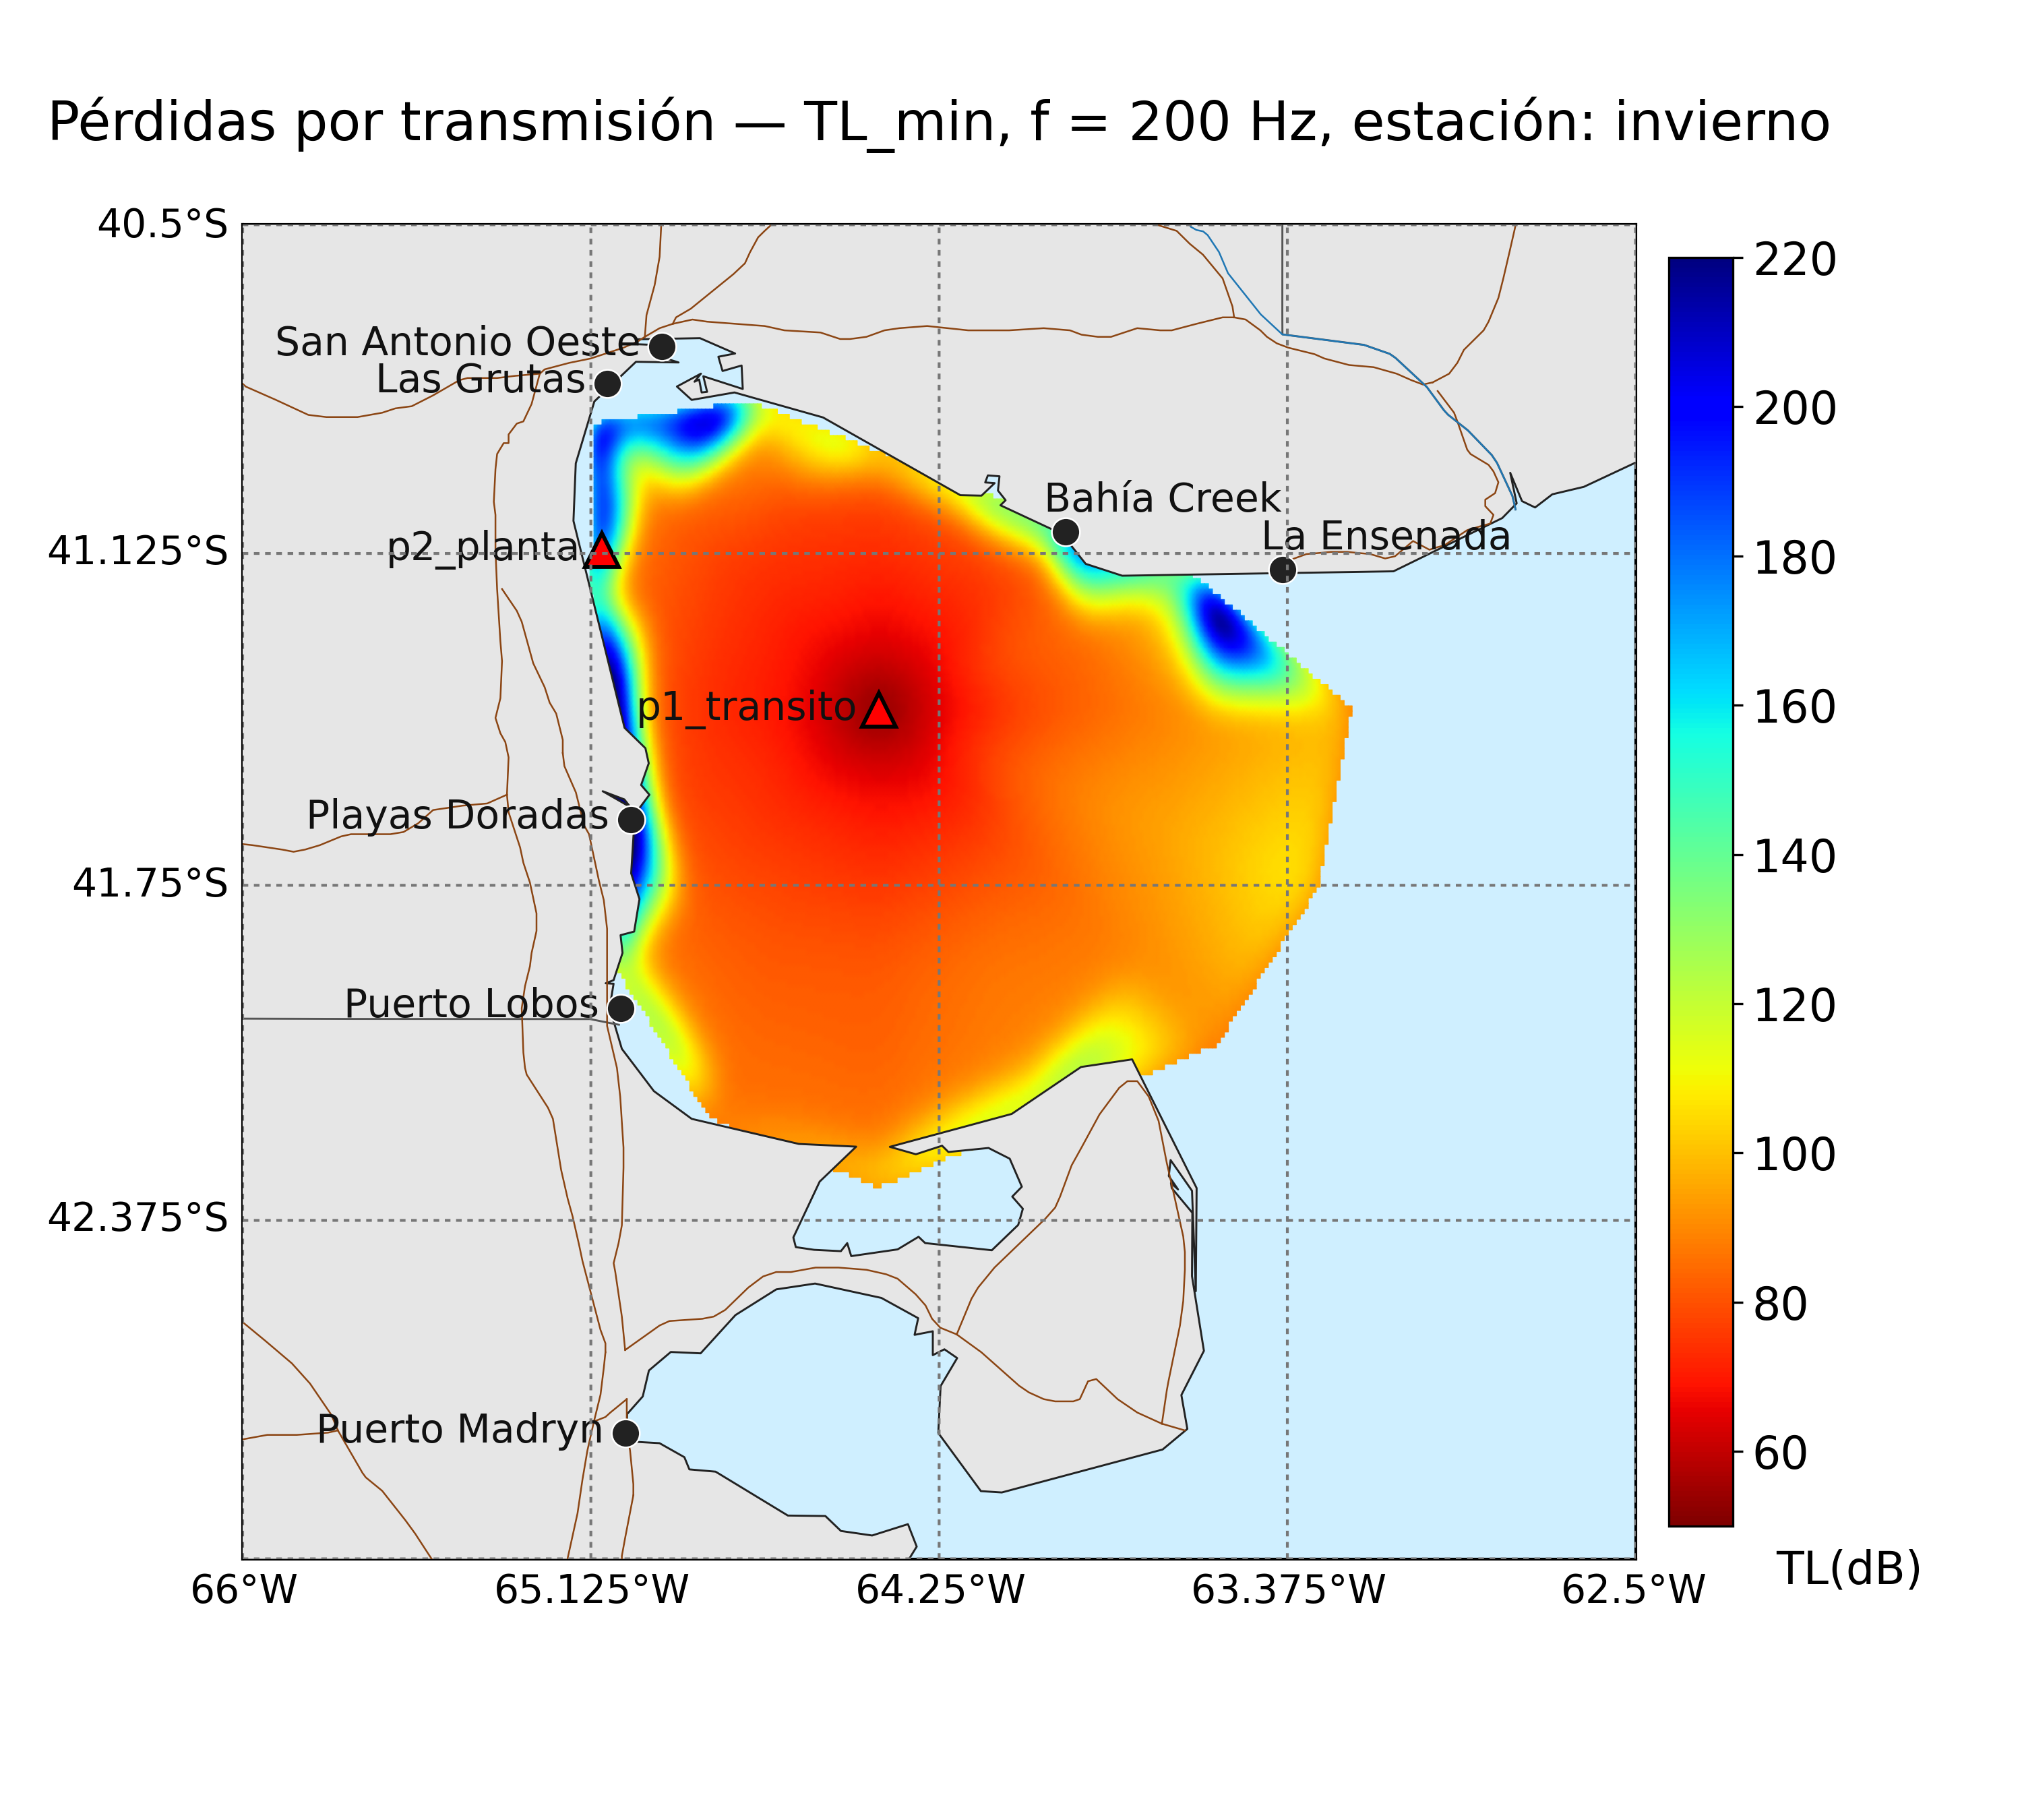 Pérdidas por transmisión — TL_min, f = 200 Hz, estación: invierno
40.5°S
220
San Antonio Oeste
Las Grutas
200
Bahía Creek
La Ensenada
p2_planta
41.125°S
180
p1_transito
160
Playas Doradas
140
41.75°S
Puerto Lobos
120
100
42.375°S
80
Puerto Madryn
60
TL(dB)
66°W 65.125°W 64.25°W 63.375°W 62.5°W